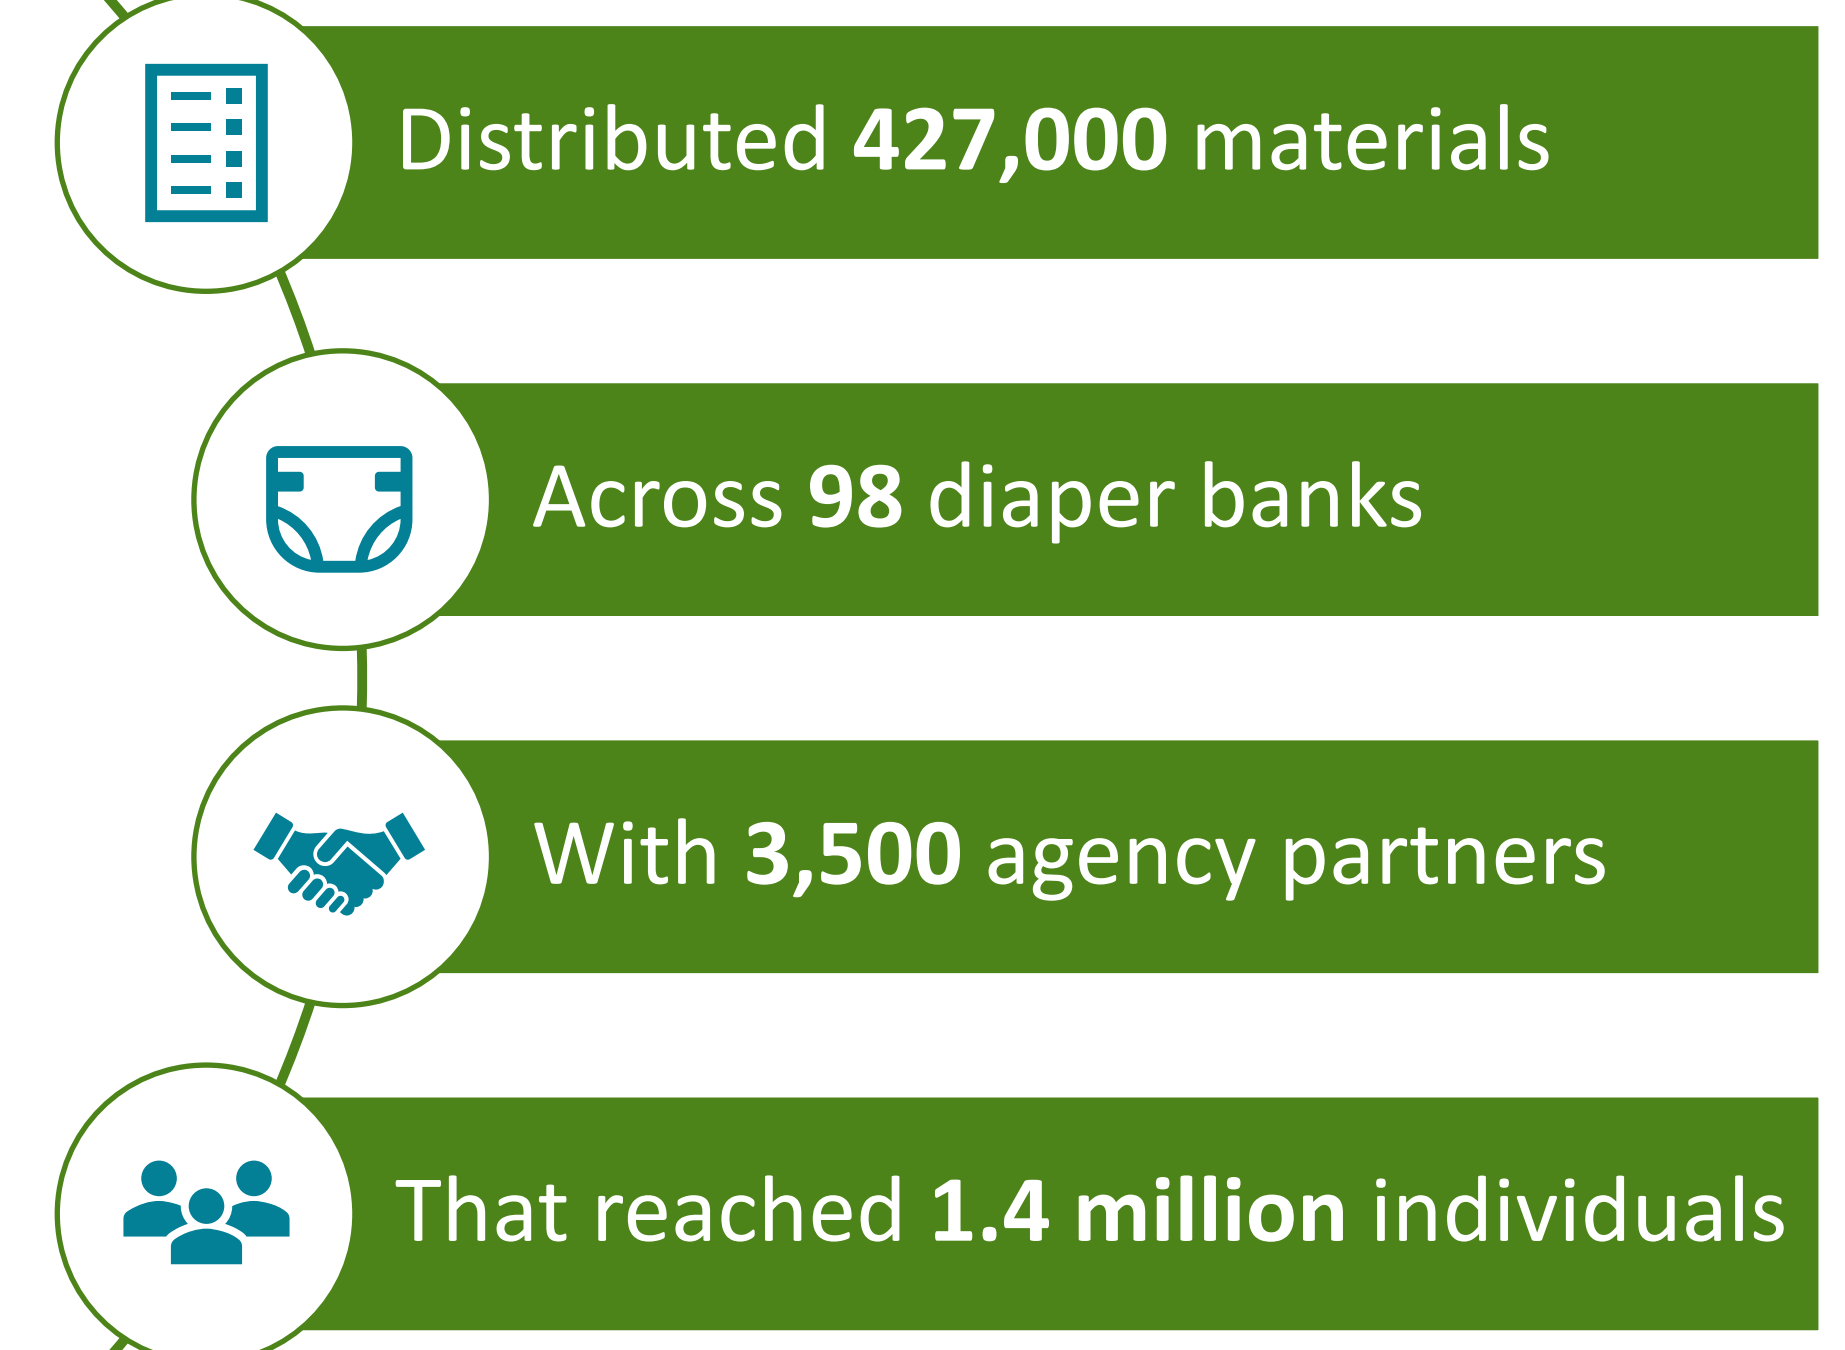 Distributed 427,000 materials
Across 98 diaper banks
With 3,500 agency partners
That reached 1.4 million individuals